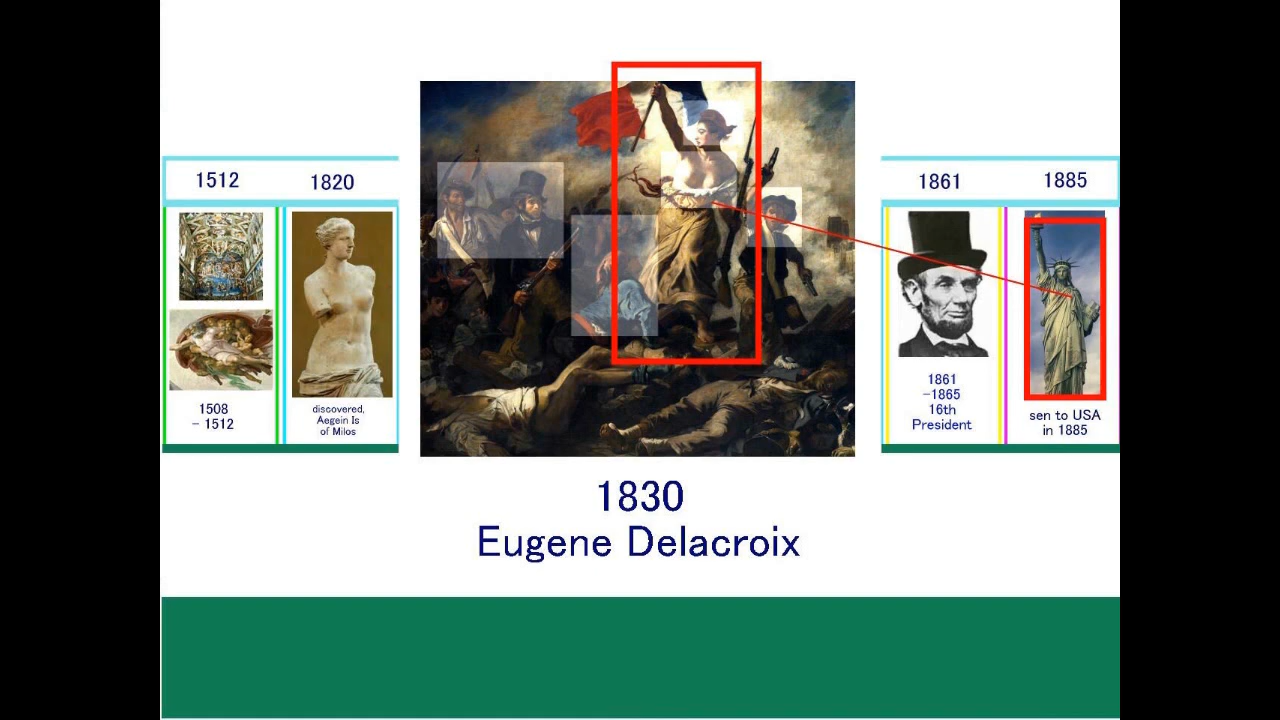 1512
1820
1861
1885
1508
- 1512
discovered,
Aegein Is
of Milos
1861
-1865
16th
President
sen to USA
in 1885
1830
Eugene Delacroix